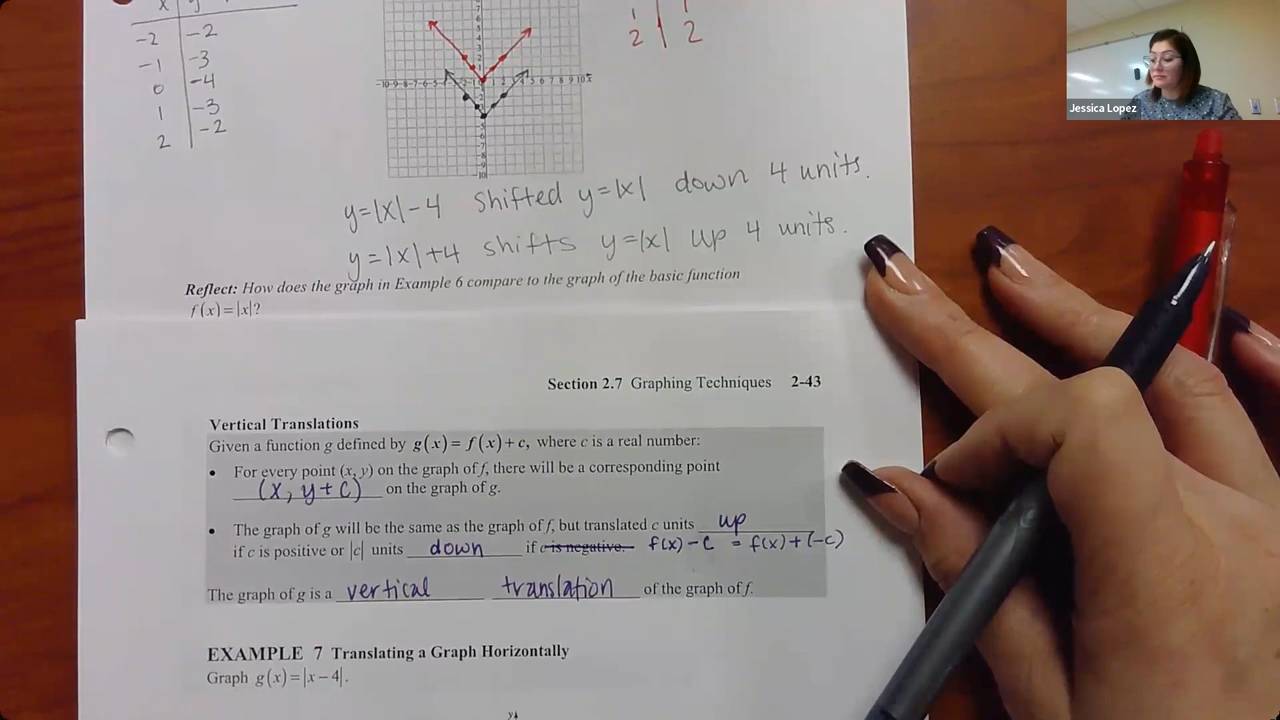 x y
-2 -2
-1 -3
0 -4
1 -3
2 -2
1 1
2 2
y=|x|-4 shifted y=|x| down 4 units.
y=|x|+4 shifts y=|x| up 4 units.
Reflect: How does the graph in Example 6 compare to the graph of the basic function
f(x)=|x|?
Section 2.7 Graphing Techniques 2-43
Vertical Translations
Given a function g defined by g(x)=f(x)+c, where c is a real number:
• For every point (x, y) on the graph of f, there will be a corresponding point
(x, y+c) on the graph of g.
• The graph of g will be the same as the graph of f, but translated c units up
if c is positive or |c| units down if c is negative. f(x)-c = f(x)+(-c)
The graph of g is a vertical translation of the graph of f.
EXAMPLE 7 Translating a Graph Horizontally
Graph g(x)=|x-4|.
y
Jessica Lopez